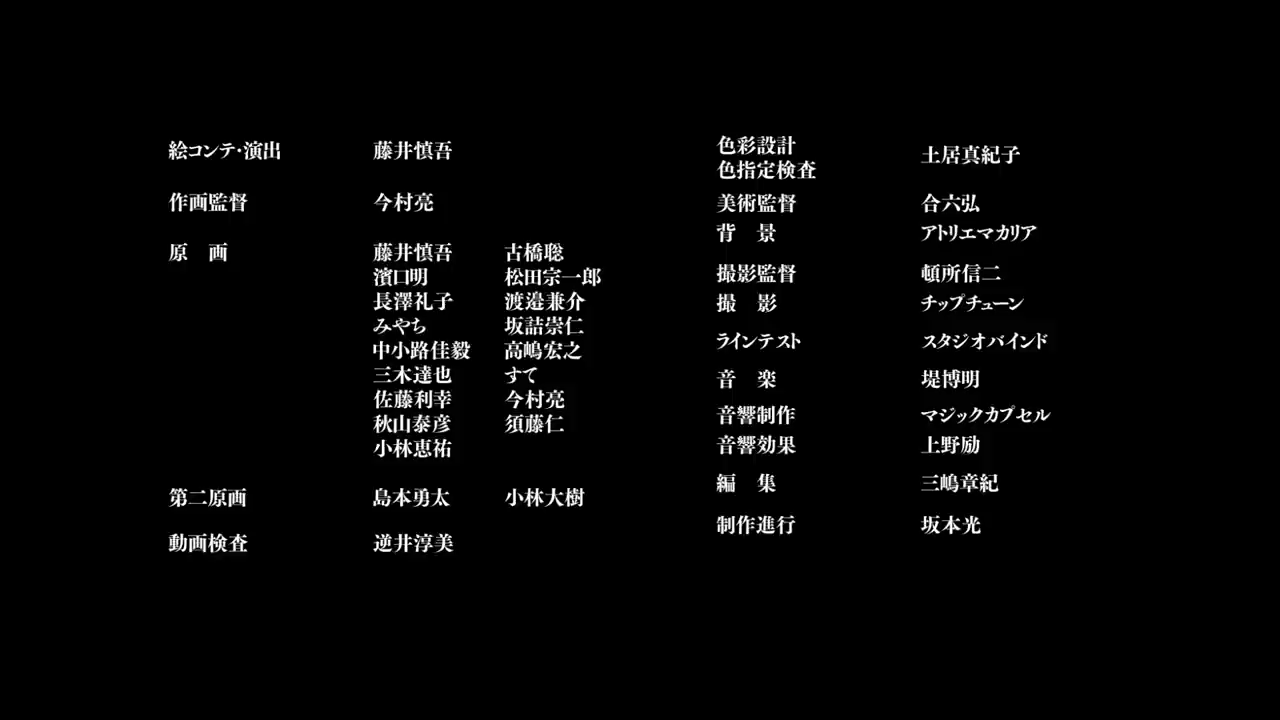 絵コンテ・演出　藤井慎吾
作画監督　今村亮
原　画　藤井慎吾　古橋聡
濱口明　松田宗一郎
長澤礼子　渡邉兼介
みやち　坂詰崇仁
中小路佳毅　高嶋宏之
三木達也　すて
佐藤利幸　今村亮
秋山泰彦　須藤仁
小林恵祐
第二原画　島本勇太　小林大樹
動画検査　逆井淳美
色彩設計
色指定検査　土居真紀子
美術監督　合六弘
背　景　アトリエマカリア
撮影監督　頓所信二
撮　影　チップチューン
ラインテスト　スタジオバインド
音　楽　堤博明
音響制作　マジックカプセル
音響効果　上野励
編　集　三嶋章紀
制作進行　坂本光